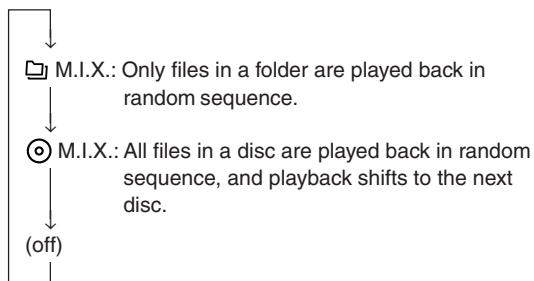 M.I.X.: Only files in a folder are played back in
random sequence.
M.I.X.: All files in a disc are played back in random
sequence, and playback shifts to the next
disc.
(off)